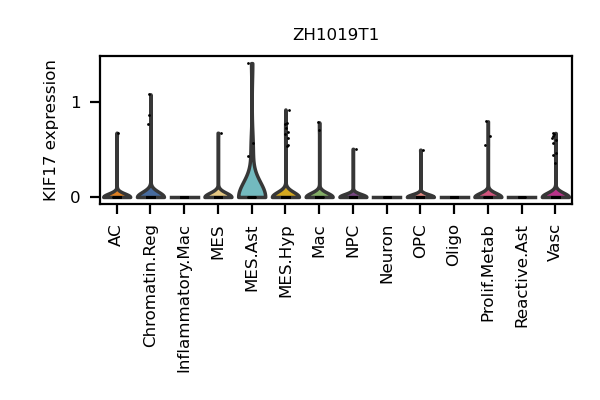 ZH1019T1
KIF17 expression
1
0
AC
Chromatin.Reg
Inflammatory.Mac
MES
MES.Ast
MES.Hyp
Mac
NPC
Neuron
OPC
Oligo
Prolif.Metab
Reactive.Ast
Vasc